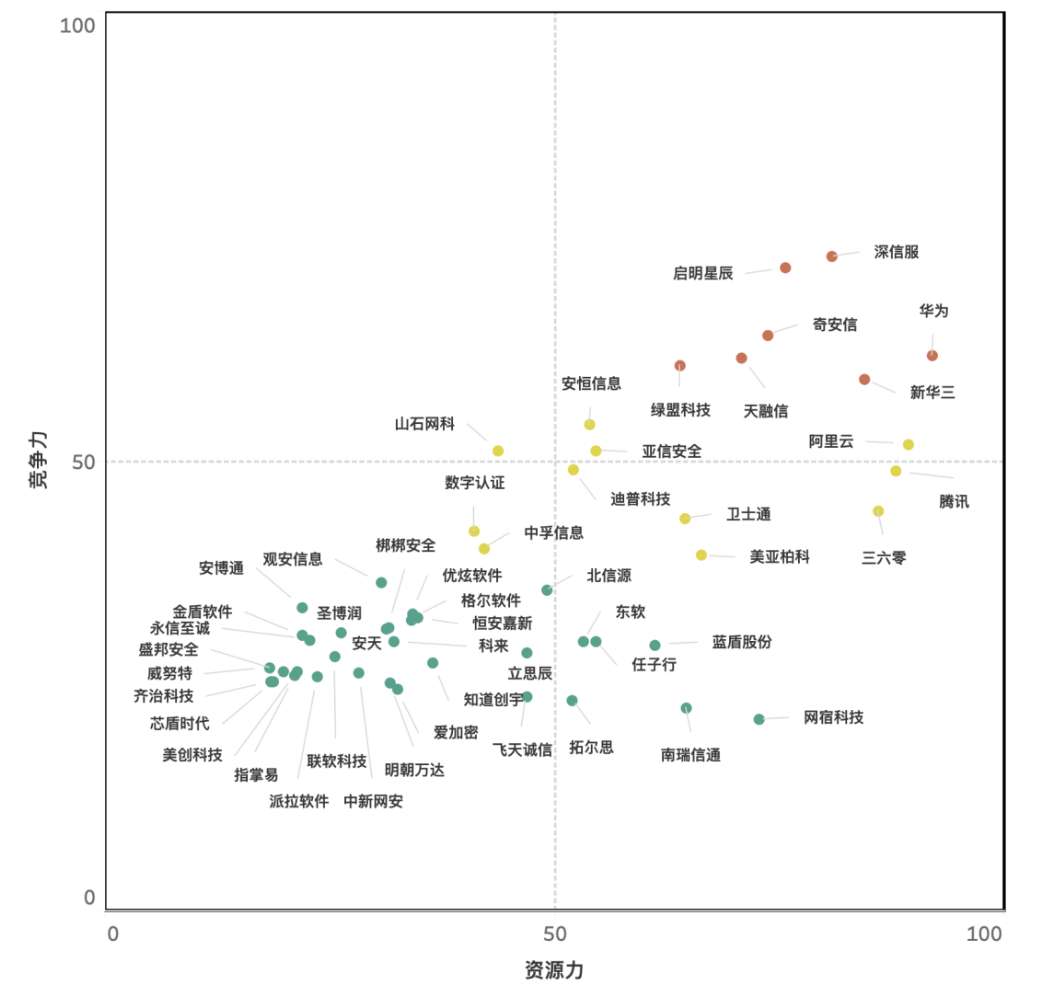 100
深信服
启明星辰
华为
奇安信
安恒信息
新华三
绿盟科技
天融信
山石网科
阿里云
竞争力
亚信安全
50
数字认证
迪普科技
腾讯
卫士通
中孚信息
梆梆安全
美亚柏科
三六零
观安信息
安博通
优炫软件
北信源
格尔软件
金盾软件
圣博润
东软
恒安嘉新
永信至诚
安天
科来
蓝盾股份
盛邦安全
任子行
威努特
立思辰
齐治科技
知道创宇
芯盾时代
网宿科技
爱加密
飞天诚信
拓尔思
美创科技
南瑞信通
联软科技
明朝万达
指掌易
派拉软件
中新网安
0
0
50
100
资源力